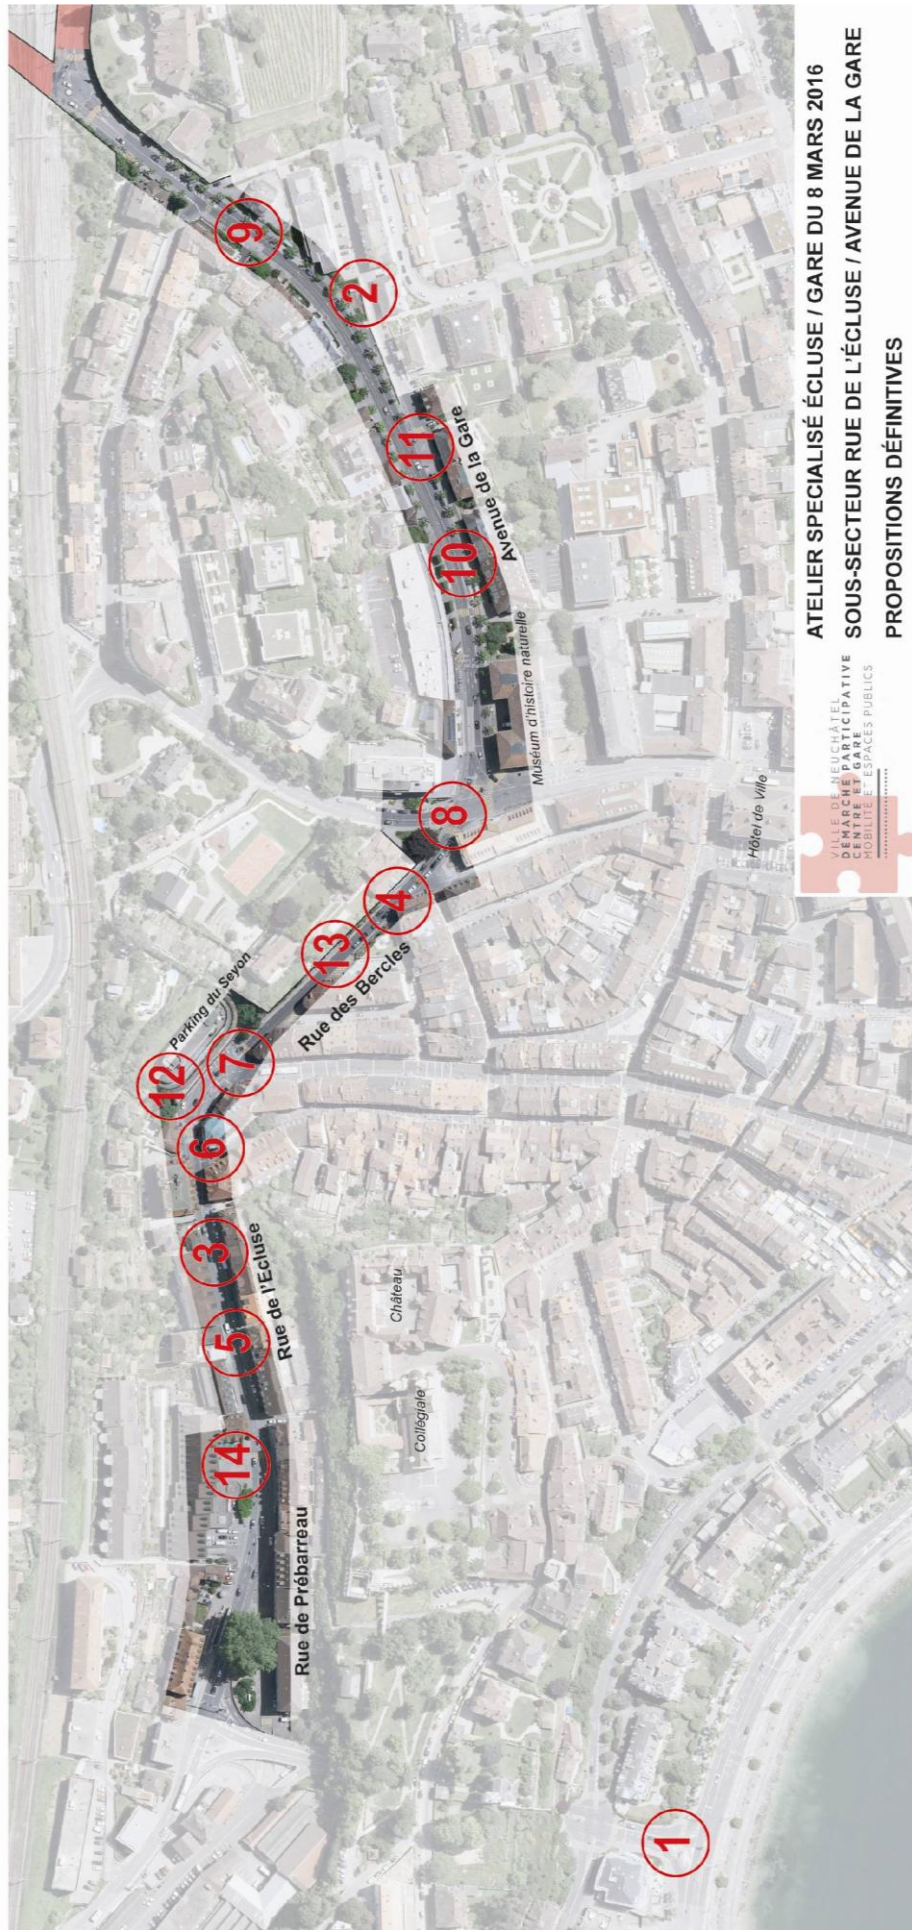 ATELIER SPECIALISÉ ÉCLUSE / GARE DU 8 MARS 2016
SOUS-SECTEUR RUE DE L'ÉCLUSE / AVENUE DE LA GARE
PROPOSITIONS DÉFINITIVES
VILLE DE NEUCHÂTEL
DÉMARCHE PARTICIPATIVE
CENTRE ET GARE
MOBILITÉ ET ESPACES PUBLICS
1
Rue de Prébarreau
14
5
Rue de l'Ecluse
3
6
12
Parking du Seyon
7
Rue des Bercles
13
4
8
Muséum d'histoire naturelle
10
Avenue de la Gare
11
2
9
Collégiale
Château
Hôtel de Ville